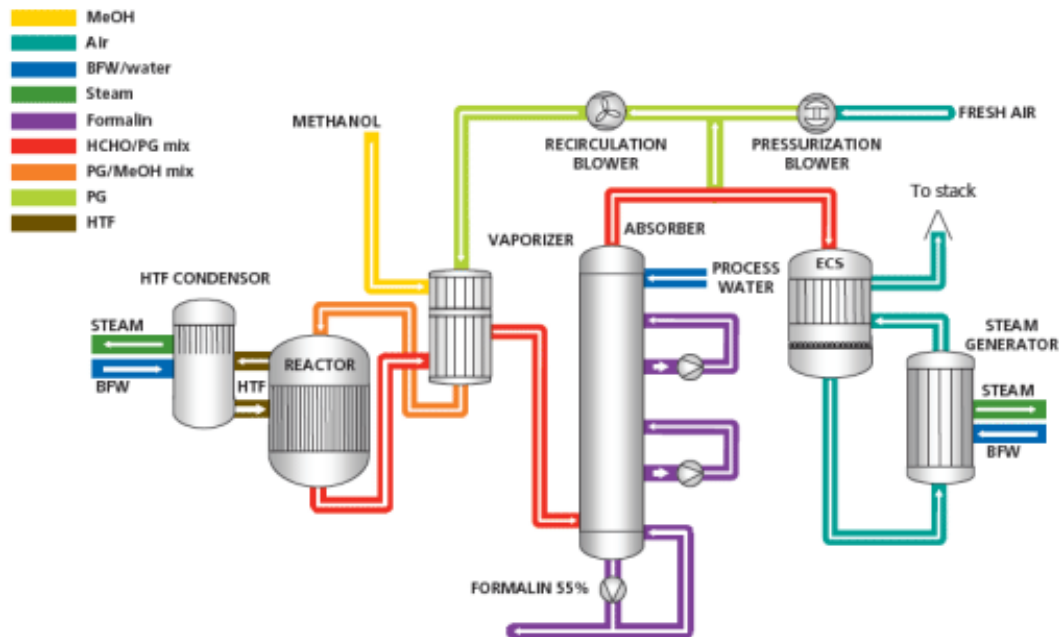 MeOH
Air
BFW/water
Steam
Formalin
HCHO/PG mix
PG/MeOH mix
PG
HTF
METHANOL
RECIRCULATION
BLOWER
PRESSURIZATION
BLOWER
FRESH AIR
To stack
VAPORIZER
ABSORBER
ECS
PROCESS
WATER
HTF CONDENSOR
STEAM
BFW
HTF
REACTOR
STEAM
GENERATOR
STEAM
BFW
FORMALIN 55%